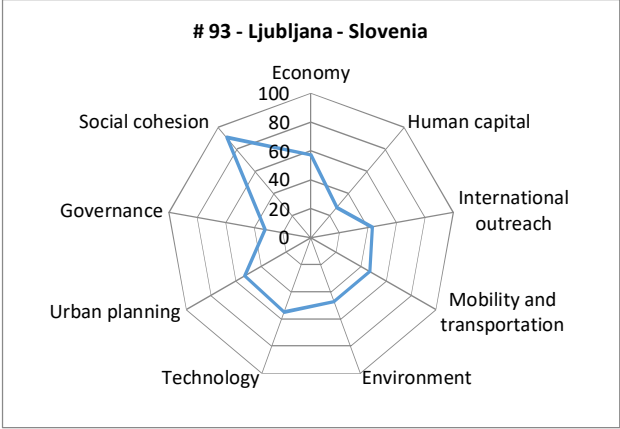 # 93 - Ljubljana - Slovenia
Economy
100
80
60
40
20
0
Human capital
International
outreach
Mobility and
transportation
Environment
Technology
Urban planning
Governance
Social cohesion